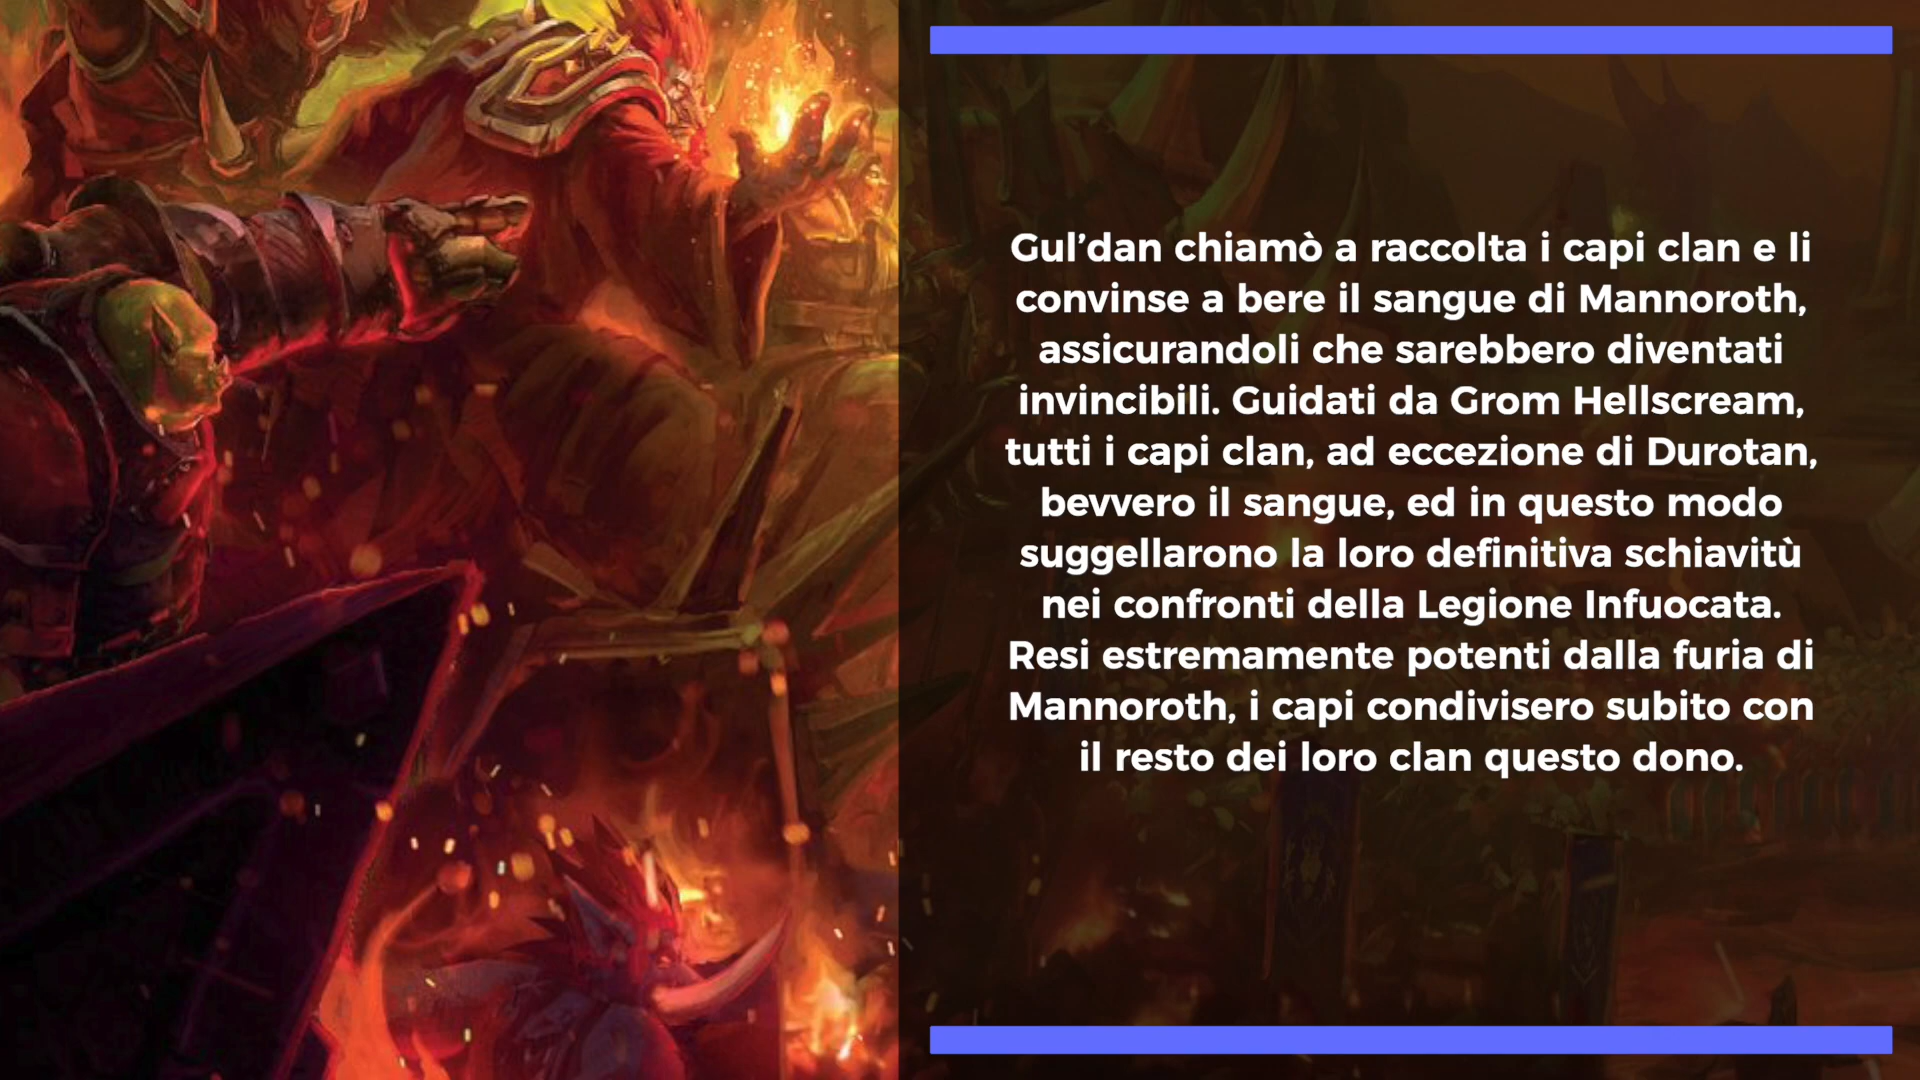 Gul’dan chiamò a raccolta i capi clan e li
convinse a bere il sangue di Mannoroth,
assicurandoli che sarebbero diventati
invincibili. Guidati da Grom Hellscream,
tutti i capi clan, ad eccezione di Durotan,
bevvero il sangue, ed in questo modo
suggellarono la loro definitiva schiavitù
nei confronti della Legione Infuocata.
Resi estremamente potenti dalla furia di
Mannoroth, i capi condivisero subito con
il resto dei loro clan questo dono.